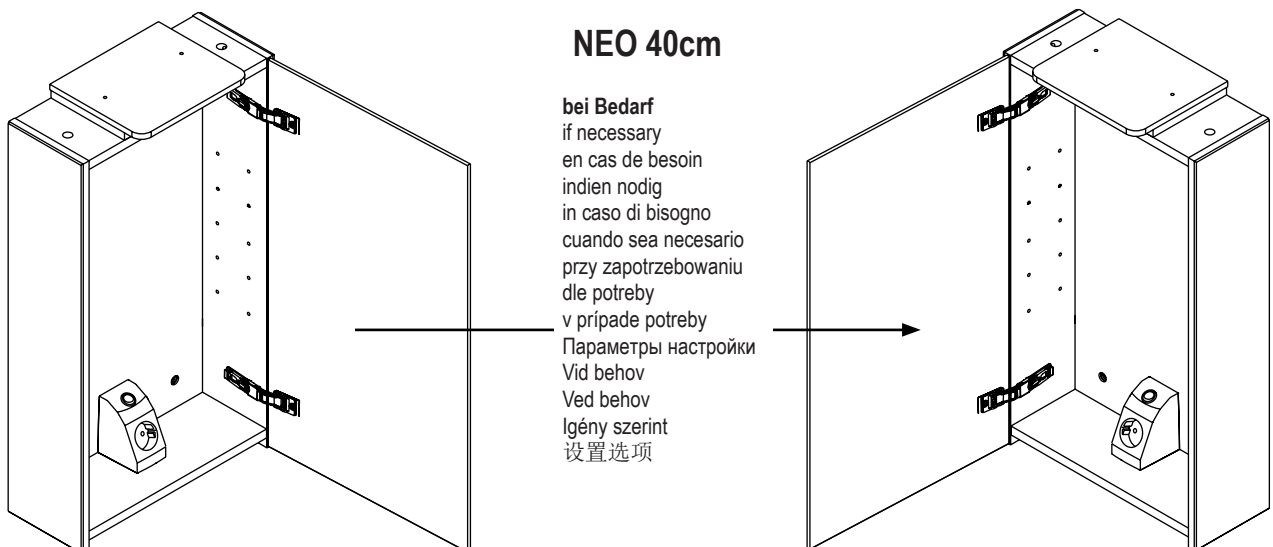 NEO 40cm
bei Bedarf
if necessary
en cas de besoin
indien nodig
in caso di bisogno
cuando sea necesario
przy zapotrzebowaniu
dle potreby
v prípade potreby
Параметры настройки
Vid behov
Ved behov
Igény szerint
设置选项